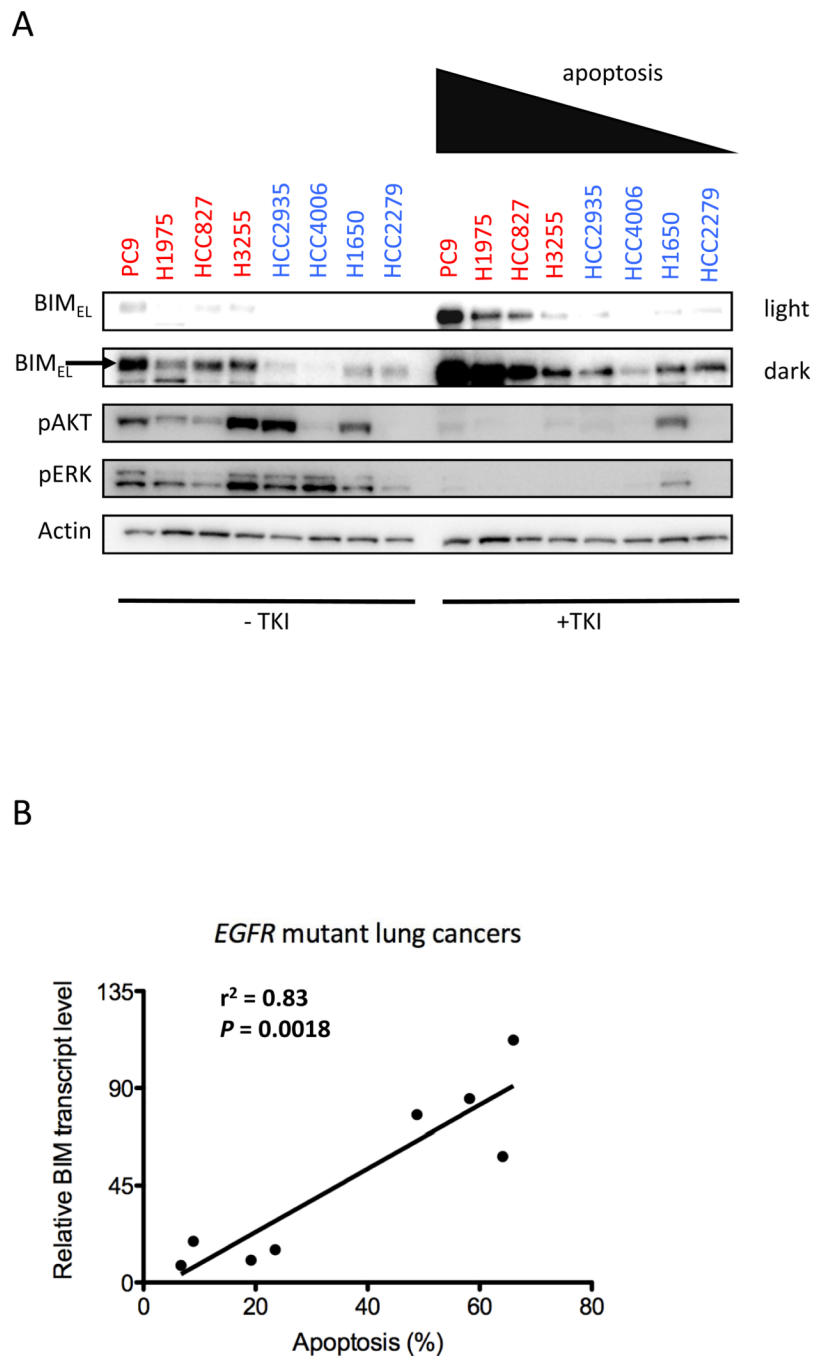 A
apoptosis
PC9 H1975 HCC827 H3255 HCC2935 HCC4006 H1650 HCC2279 PC9 H1975 HCC827 H3255 HCC2935 HCC4006 H1650 HCC2279
BIMEL light
BIMEL dark
pAKT
pERK
Actin
- TKI +TKI
B
EGFR mutant lung cancers
r² = 0.83
P = 0.0018
Relative BIM transcript level
135
90
45
0
0 20 40 60 80
Apoptosis (%)